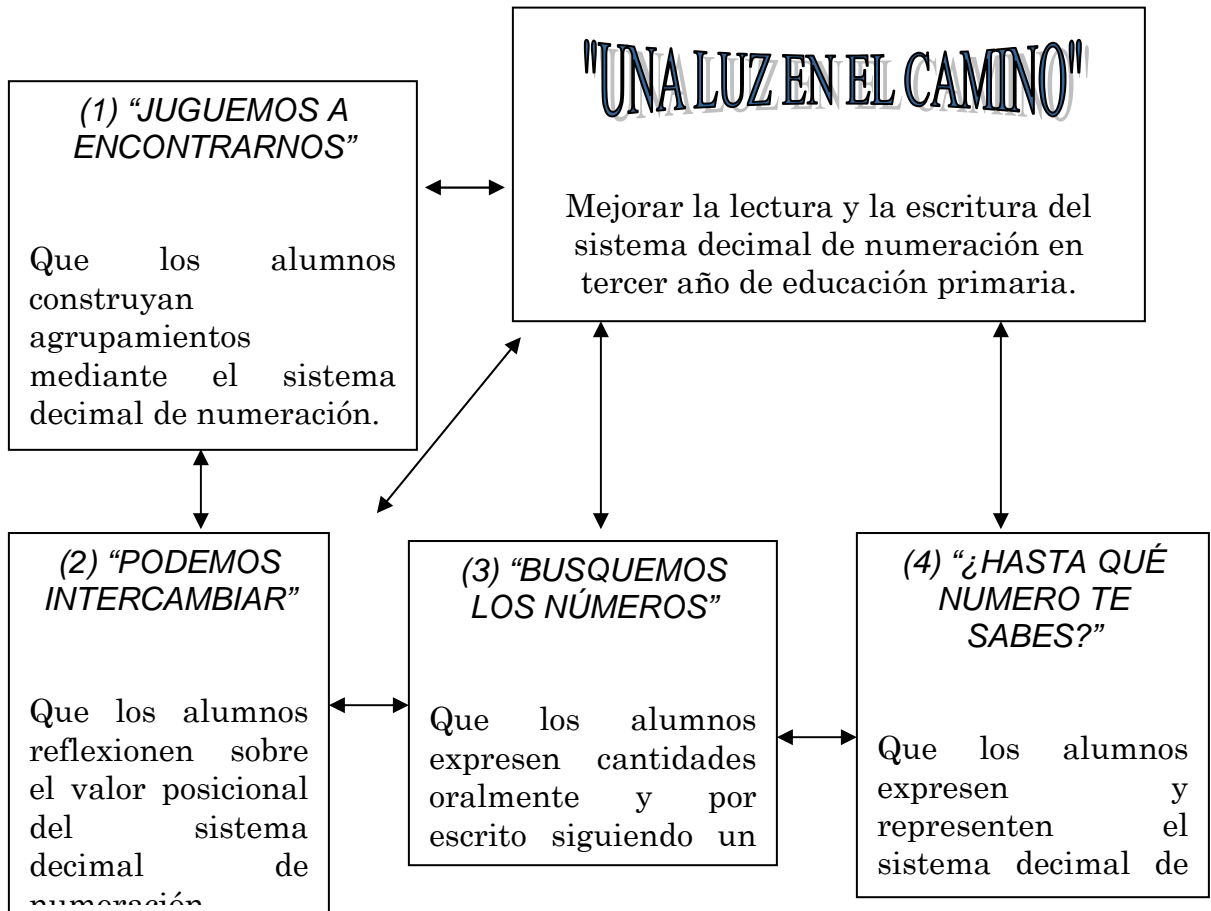 "UNA LUZ EN EL CAMINO"
Mejorar la lectura y la escritura del
sistema decimal de numeración en
tercer año de educación primaria.
(1) “JUGUEMOS A
ENCONTRARNOS”
Que los alumnos
construyan
agrupamientos
mediante el sistema
decimal de numeración.
(2) “PODEMOS
INTERCAMBIAR”
Que los alumnos
reflexionen sobre
el valor posicional
del sistema
decimal de
numeración
(3) “BUSQUEMOS
LOS NÚMEROS”
Que los alumnos
expresen cantidades
oralmente y por
escrito siguiendo un
(4) “¿HASTA QUÉ
NUMERO TE
SABES?”
Que los alumnos
expresen y
representen el
sistema decimal de